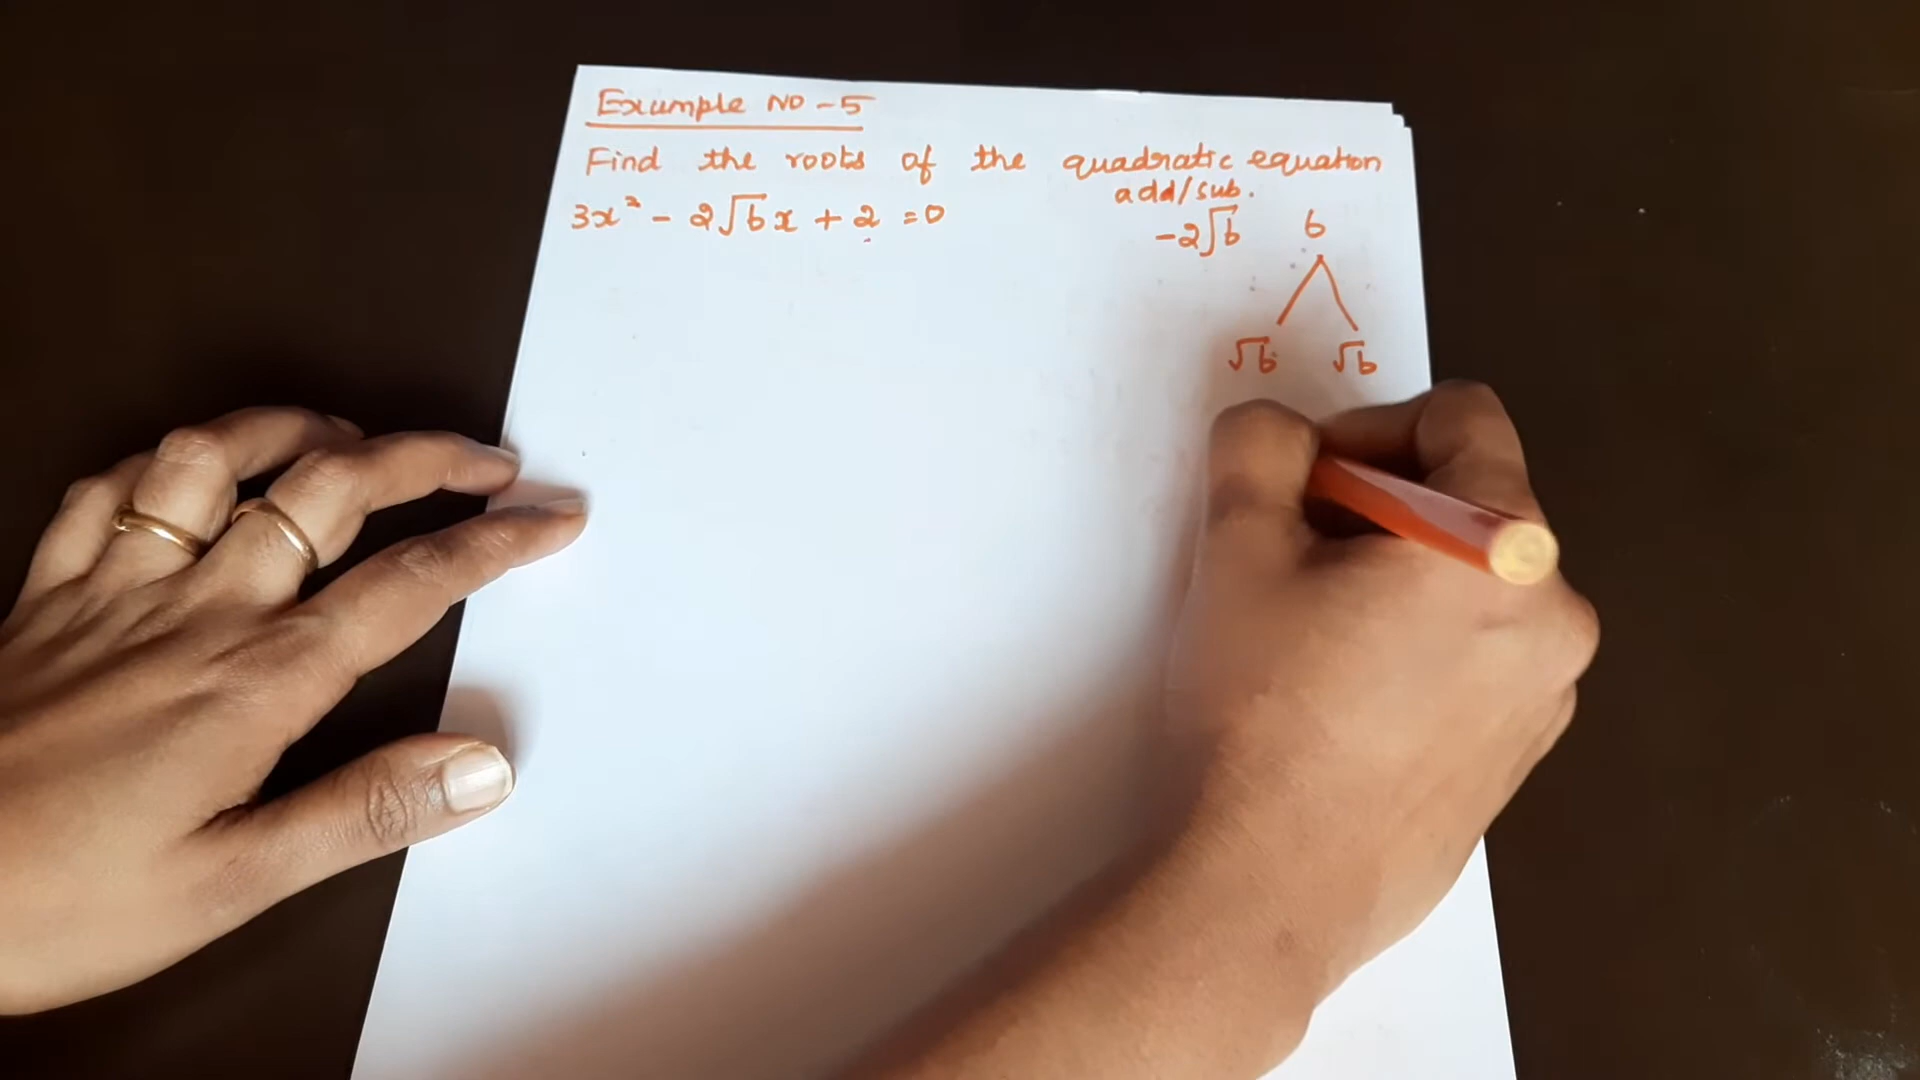 Example NO - 5
Find the roots of the quadratic equation
3x² - 2√6x + 2 = 0
add/sub.
-2√6 6
√6 √6